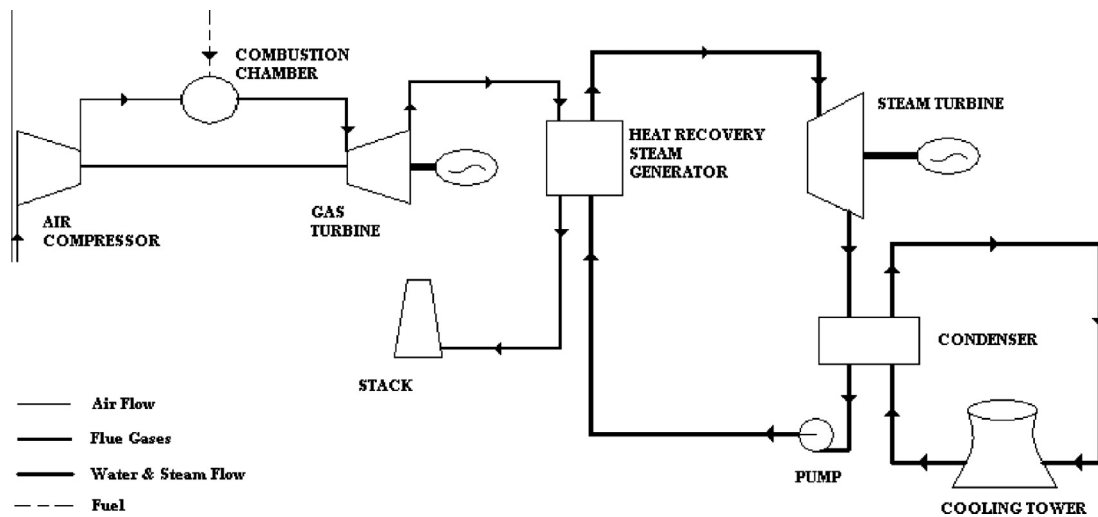 COMBUSTION
CHAMBER
STEAM TURBINE
HEAT RECOVERY
STEAM
GENERATOR
AIR
COMPRESSOR
GAS
TURBINE
CONDENSER
STACK
Air Flow
Flue Gases
Water & Steam Flow
Fuel
PUMP
COOLING TOWER